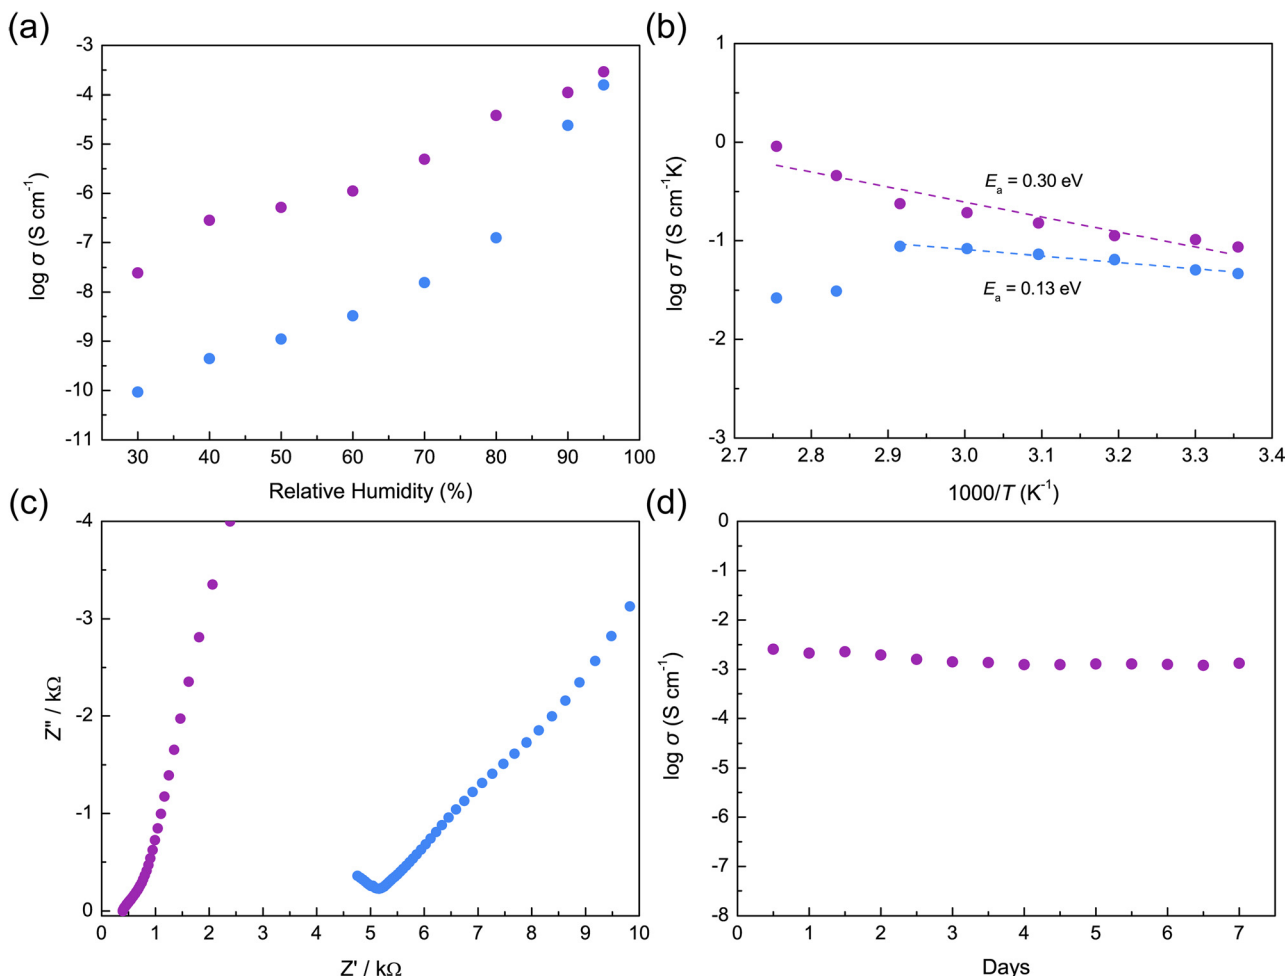 (a)
-3
-4
-5
-6
-7
-8
-9
-10
-11
log σ (S cm⁻¹)
30 40 50 60 70 80 90 100
Relative Humidity (%)
(b)
1
0
-1
-2
-3
log σT (S cm⁻¹K)
Eₐ = 0.30 eV
Eₐ = 0.13 eV
2.7 2.8 2.9 3.0 3.1 3.2 3.3 3.4
1000/T (K⁻¹)
(c)
-4
-3
-2
-1
0
Z'' / kΩ
0 1 2 3 4 5 6 7 8 9 10
Z' / kΩ
(d)
0
-1
-2
-3
-4
-5
-6
-7
-8
log σ (S cm⁻¹)
0 1 2 3 4 5 6 7
Days